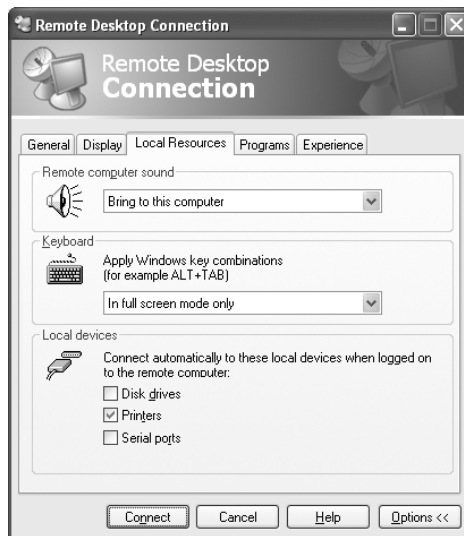 Remote Desktop Connection
Remote Desktop
Connection
General Display Local Resources Programs Experience
Remote computer sound
Bring to this computer
Keyboard
Apply Windows key combinations
(for example ALT+TAB)
In full screen mode only
Local devices
Connect automatically to these local devices when logged on
to the remote computer:
Disk drives
Printers
Serial ports
Connect Cancel Help Options <<